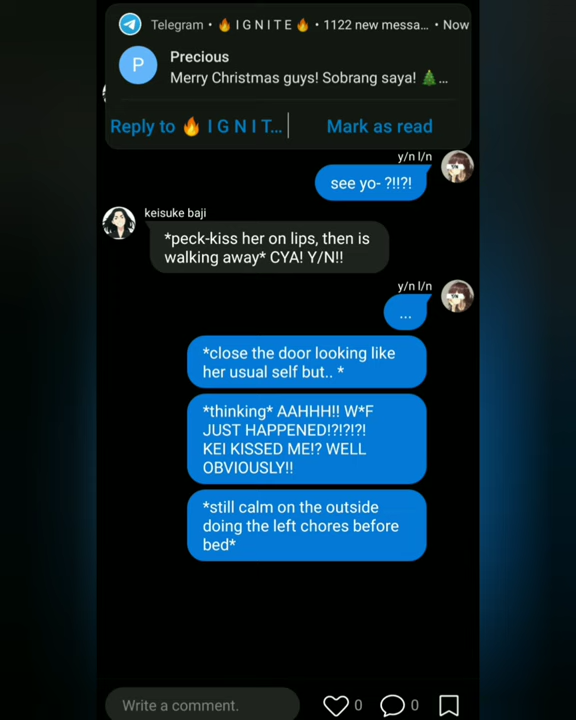 Telegram • 🔥 I G N I T E 🔥 • 1122 new messa... • Now
P
Precious
Merry Christmas guys! Sobrang saya! 🎄...
Reply to 🔥 I G N I T...
Mark as read
y/n l/n
see yo- ?!!?!
keisuke baji
*peck-kiss her on lips, then is
walking away* CYA! Y/N!!
y/n l/n
...
*close the door looking like
her usual self but.. *
*thinking* AAHHH!! W*F
JUST HAPPENED!?!?!?!
KEI KISSED ME!? WELL
OBVIOUSLY!!
*still calm on the outside
doing the left chores before
bed*
Write a comment.
0
0